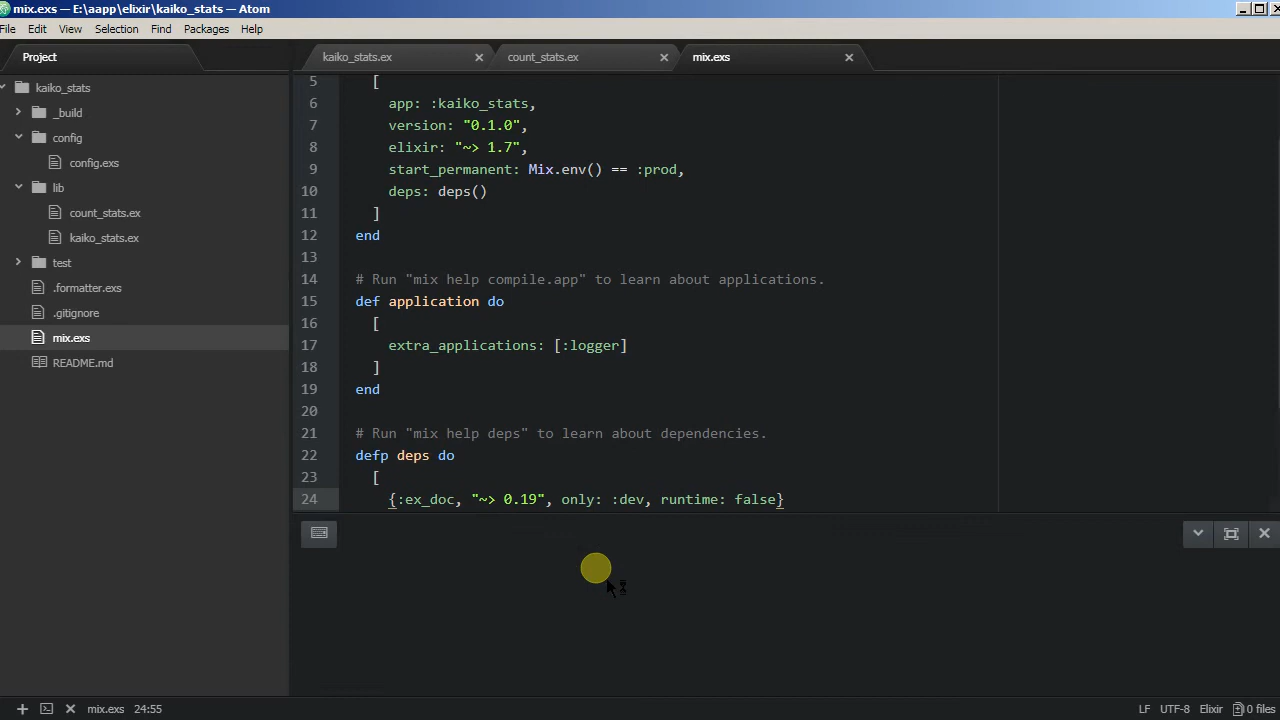 mix.exs — E:\aapp\elixir\kaiko_stats — Atom
File Edit View Selection Find Packages Help
Project
kaiko_stats.ex
count_stats.ex
mix.exs
kaiko_stats
_build
config
config.exs
lib
count_stats.ex
kaiko_stats.ex
test
.formatter.exs
.gitignore
mix.exs
README.md
5 [
6 app: :kaiko_stats,
7 version: "0.1.0",
8 elixir: "~> 1.7",
9 start_permanent: Mix.env() == :prod,
10 deps: deps()
11 ]
12 end
13
14 # Run "mix help compile.app" to learn about applications.
15 def application do
16 [
17 extra_applications: [:logger]
18 ]
19 end
20
21 # Run "mix help deps" to learn about dependencies.
22 defp deps do
23 [
24 {:ex_doc, "~> 0.19", only: :dev, runtime: false}
mix.exs 24:55
LF UTF-8 Elixir 0 files